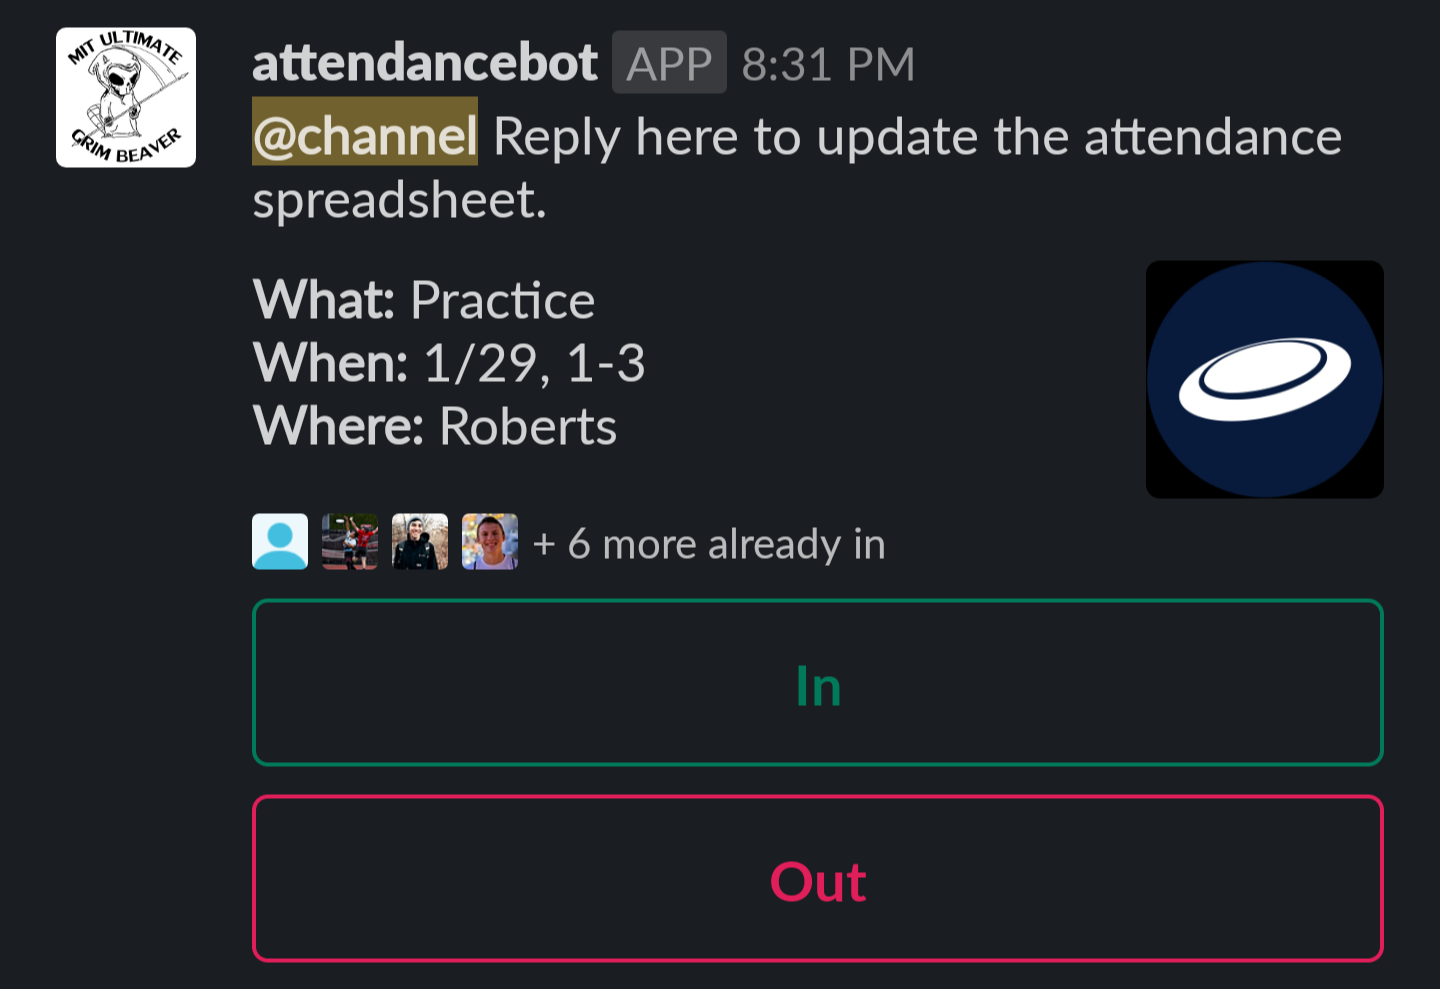 MIT ULTIMATE
GRIM BEAVER
attendancebot APP 8:31 PM
@channel Reply here to update the attendance
spreadsheet.
What: Practice
When: 1/29, 1-3
Where: Roberts
+ 6 more already in
In
Out